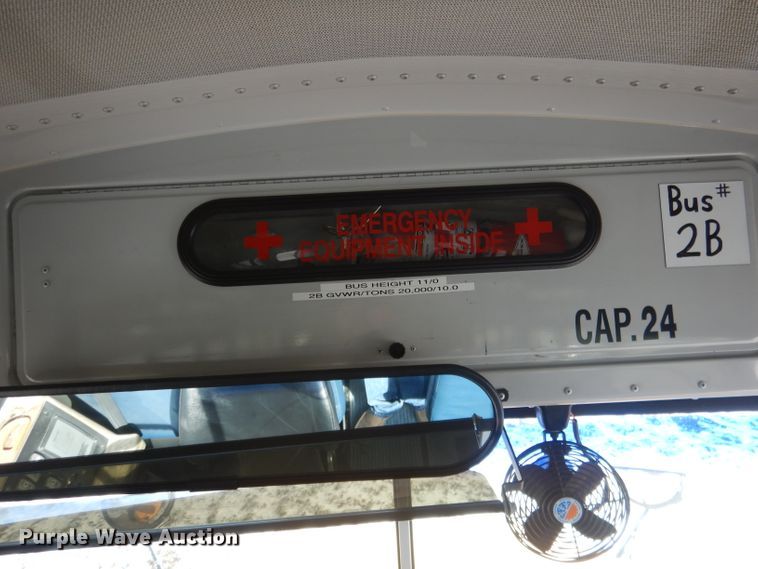 Bus #
2B
EMERGENCY
EQUIPMENT INSIDE
BUS HEIGHT 11/0
2B GVWR/TONS 20,000/10.0
CAP.24
Purple Wave Auction